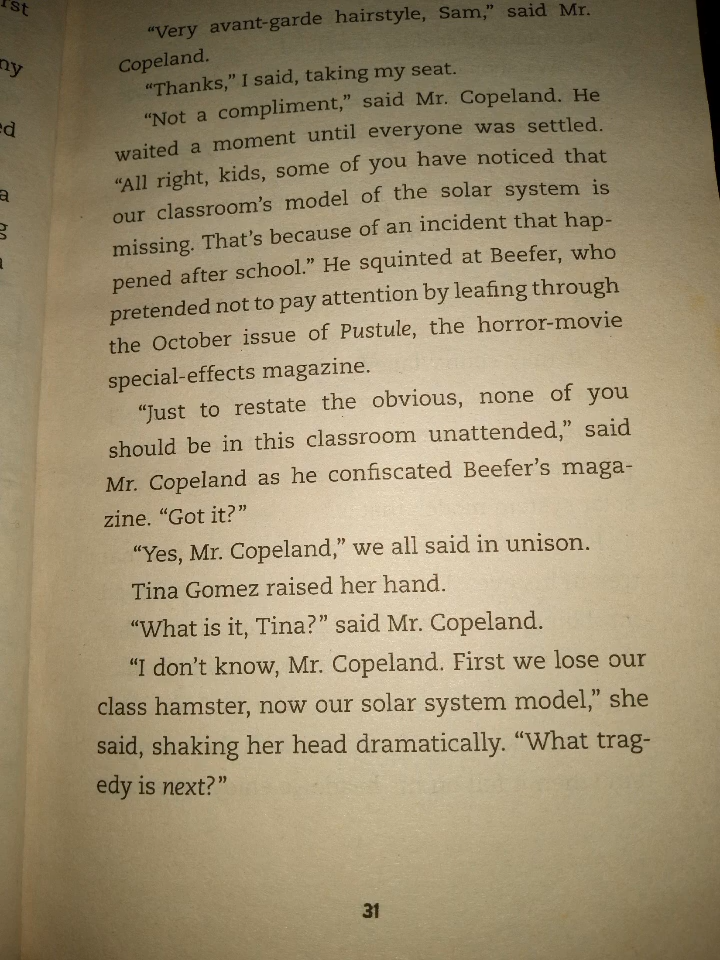 rst
ny
ed
a
g
“Very avant-garde hairstyle, Sam,” said Mr.
Copeland.
“Thanks,” I said, taking my seat.
“Not a compliment,” said Mr. Copeland. He
waited a moment until everyone was settled.
“All right, kids, some of you have noticed that
our classroom’s model of the solar system is
missing. That’s because of an incident that hap-
pened after school.” He squinted at Beefer, who
pretended not to pay attention by leafing through
the October issue of Pustule, the horror-movie
special-effects magazine.
“Just to restate the obvious, none of you
should be in this classroom unattended,” said
Mr. Copeland as he confiscated Beefer’s maga-
zine. “Got it?”
“Yes, Mr. Copeland,” we all said in unison.
Tina Gomez raised her hand.
“What is it, Tina?” said Mr. Copeland.
“I don’t know, Mr. Copeland. First we lose our
class hamster, now our solar system model,” she
said, shaking her head dramatically. “What trag-
edy is next?”
31